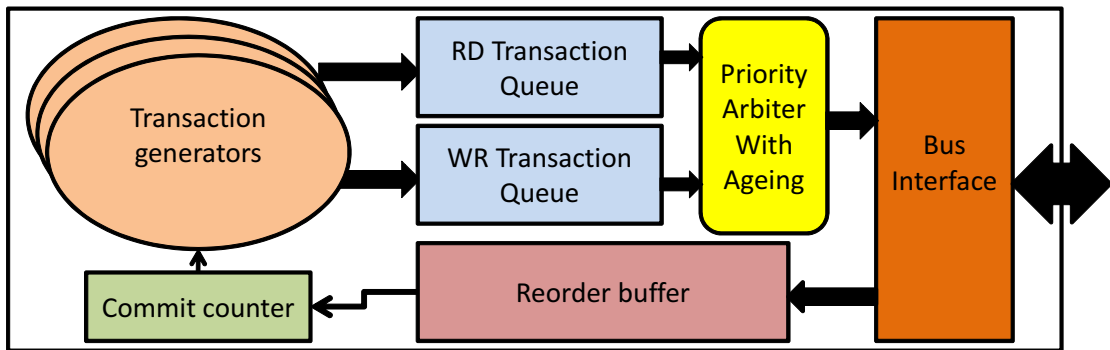 Transaction
generators
RD Transaction
Queue
WR Transaction
Queue
Priority
Arbiter
With
Ageing
Bus
Interface
Reorder buffer
Commit counter